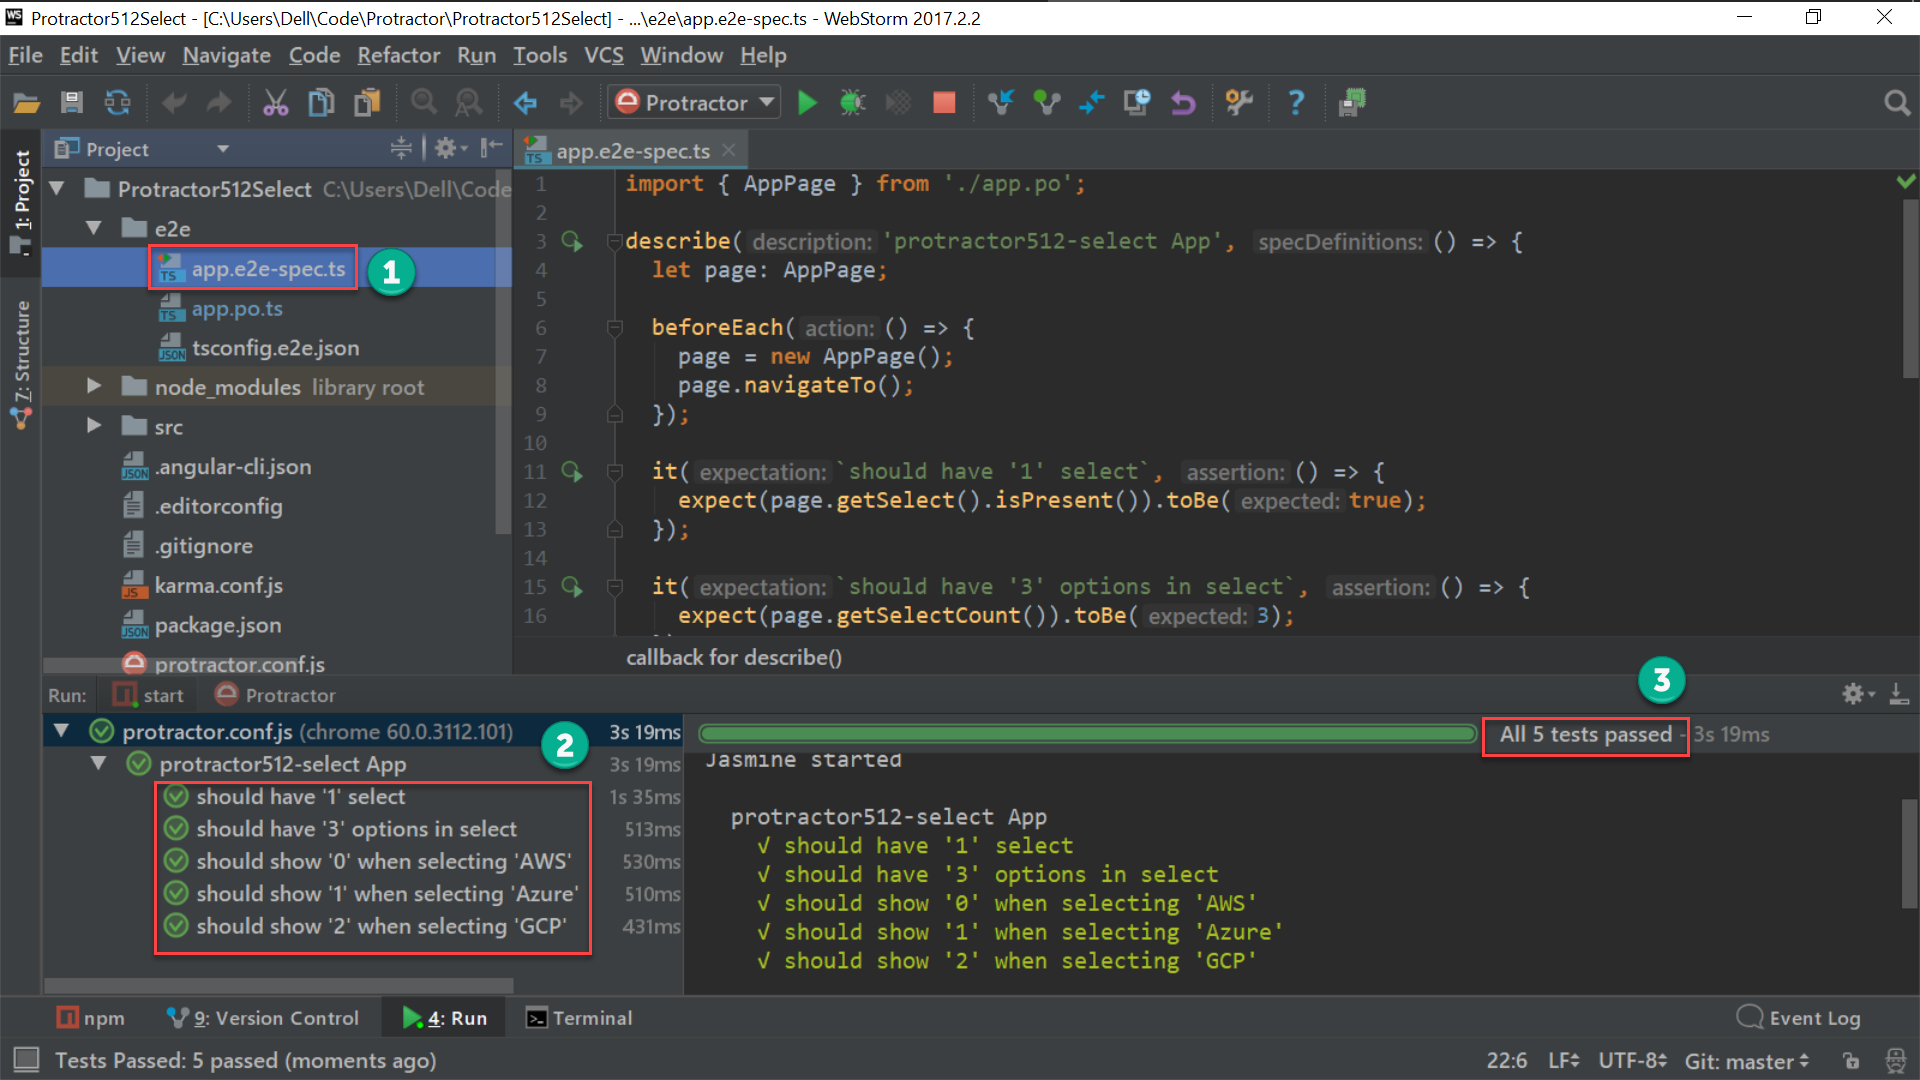 Protractor512Select - [C:\Users\Dell\Code\Protractor\Protractor512Select] - ...\e2e\app.e2e-spec.ts - WebStorm 2017.2.2
File Edit View Navigate Code Refactor Run Tools VCS Window Help
Protractor
1: Project
7: Structure
Project
Protractor512Select C:\Users\Dell\Code
e2e
app.e2e-spec.ts
1
app.po.ts
tsconfig.e2e.json
node_modules library root
src
.angular-cli.json
.editorconfig
.gitignore
karma.conf.js
package.json
protractor.conf.js
app.e2e-spec.ts
1 import { AppPage } from './app.po';
2
3 describe( description: 'protractor512-select App', specDefinitions: () => {
4 let page: AppPage;
5
6 beforeEach( action: () => {
7 page = new AppPage();
8 page.navigateTo();
9 });
10
11 it( expectation: `should have '1' select`, assertion: () => {
12 expect(page.getSelect().isPresent()).toBe( expected: true);
13 });
14
15 it( expectation: `should have '3' options in select`, assertion: () => {
16 expect(page.getSelectCount()).toBe( expected: 3);
callback for describe()
Run: start Protractor
3
protractor.conf.js (chrome 60.0.3112.101) 3s 19ms
2
protractor512-select App 3s 19ms
should have '1' select 1s 35ms
should have '3' options in select 513ms
should show '0' when selecting 'AWS' 530ms
should show '1' when selecting 'Azure' 510ms
should show '2' when selecting 'GCP' 431ms
All 5 tests passed - 3s 19ms
Jasmine started
protractor512-select App
√ should have '1' select
√ should have '3' options in select
√ should show '0' when selecting 'AWS'
√ should show '1' when selecting 'Azure'
√ should show '2' when selecting 'GCP'
npm 9: Version Control 4: Run Terminal Event Log
Tests Passed: 5 passed (moments ago) 22:6 LF UTF-8 Git: master